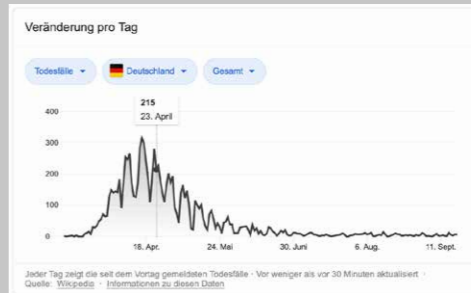 Veränderung pro Tag
Todesfälle
Deutschland
Gesamt
215
23. April
400
300
200
100
0
18. Apr.
24. Mai
30. Juni
6. Aug.
11. Sept.
Jeder Tag zeigt die seit dem Vortag gemeldeten Todesfälle · Vor weniger als vor 30 Minuten aktualisiert ·
Quelle: Wikipedia · Informationen zu diesen Daten